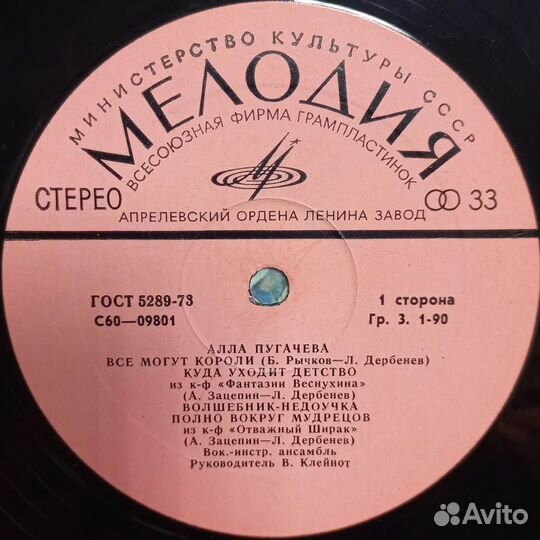 МИНИСТЕРСТВО КУЛЬТУРЫ СССР
МЕЛОДИЯ
ВСЕСОЮЗНАЯ ФИРМА ГРАМПЛАСТИНОК
СТЕРЕО
33
АПРЕЛЕВСКИЙ ОРДЕНА ЛЕНИНА ЗАВОД
ГОСТ 5289-73
1 сторона
С60—09801
Гр. 3. 1-90
АЛЛА ПУГАЧЕВА
ВСЕ МОГУТ КОРОЛИ (Б. Рычков—Л. Дербенев)
КУДА УХОДИТ ДЕТСТВО
из к-ф «Фантазии Веснухина»
(А. Зацепин—Л. Дербенев)
ВОЛШЕБНИК-НЕДОУЧКА
ПОЛНО ВОКРУГ МУДРЕЦОВ
из к-ф «Отважный Ширак»
(А. Зацепин—Л. Дербенев)
Вок.-инстр. ансамбль
Руководитель В. Клейнот
Avito